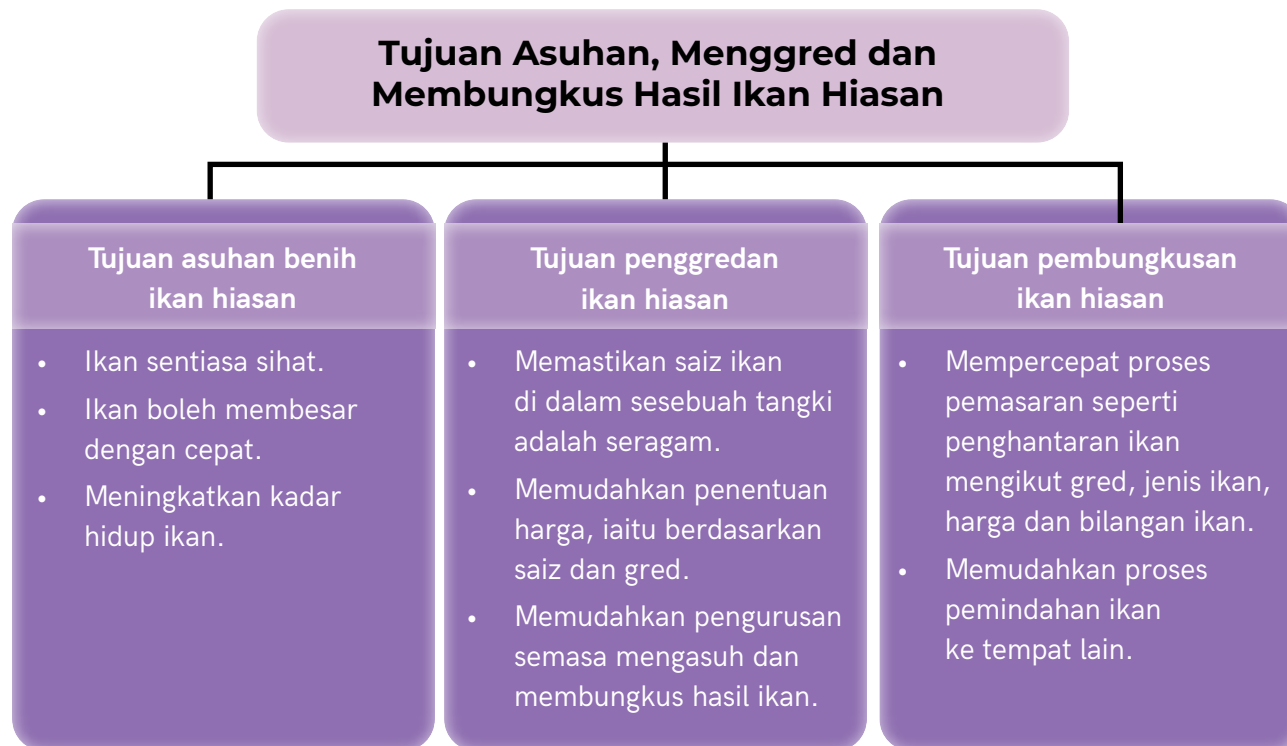 Tujuan Asuhan, Menggred dan
Membungkus Hasil Ikan Hiasan
Tujuan asuhan benih
ikan hiasan
• Ikan sentiasa sihat.
• Ikan boleh membesar
dengan cepat.
• Meningkatkan kadar
hidup ikan.
Tujuan penggredan
ikan hiasan
• Memastikan saiz ikan
di dalam sesebuah tangki
adalah seragam.
• Memudahkan penentuan
harga, iaitu berdasarkan
saiz dan gred.
• Memudahkan pengurusan
semasa mengasuh dan
membungkus hasil ikan.
Tujuan pembungkusan
ikan hiasan
• Mempercepat proses
pemasaran seperti
penghantaran ikan
mengikut gred, jenis ikan,
harga dan bilangan ikan.
• Memudahkan proses
pemindahan ikan
ke tempat lain.